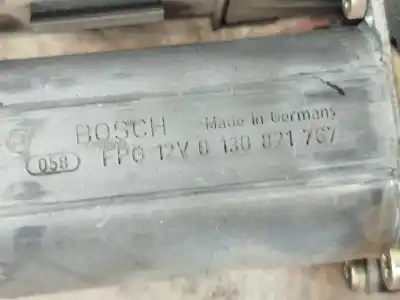 BOSCH Made in Germany
058 FPG 12V 0 130 821 767